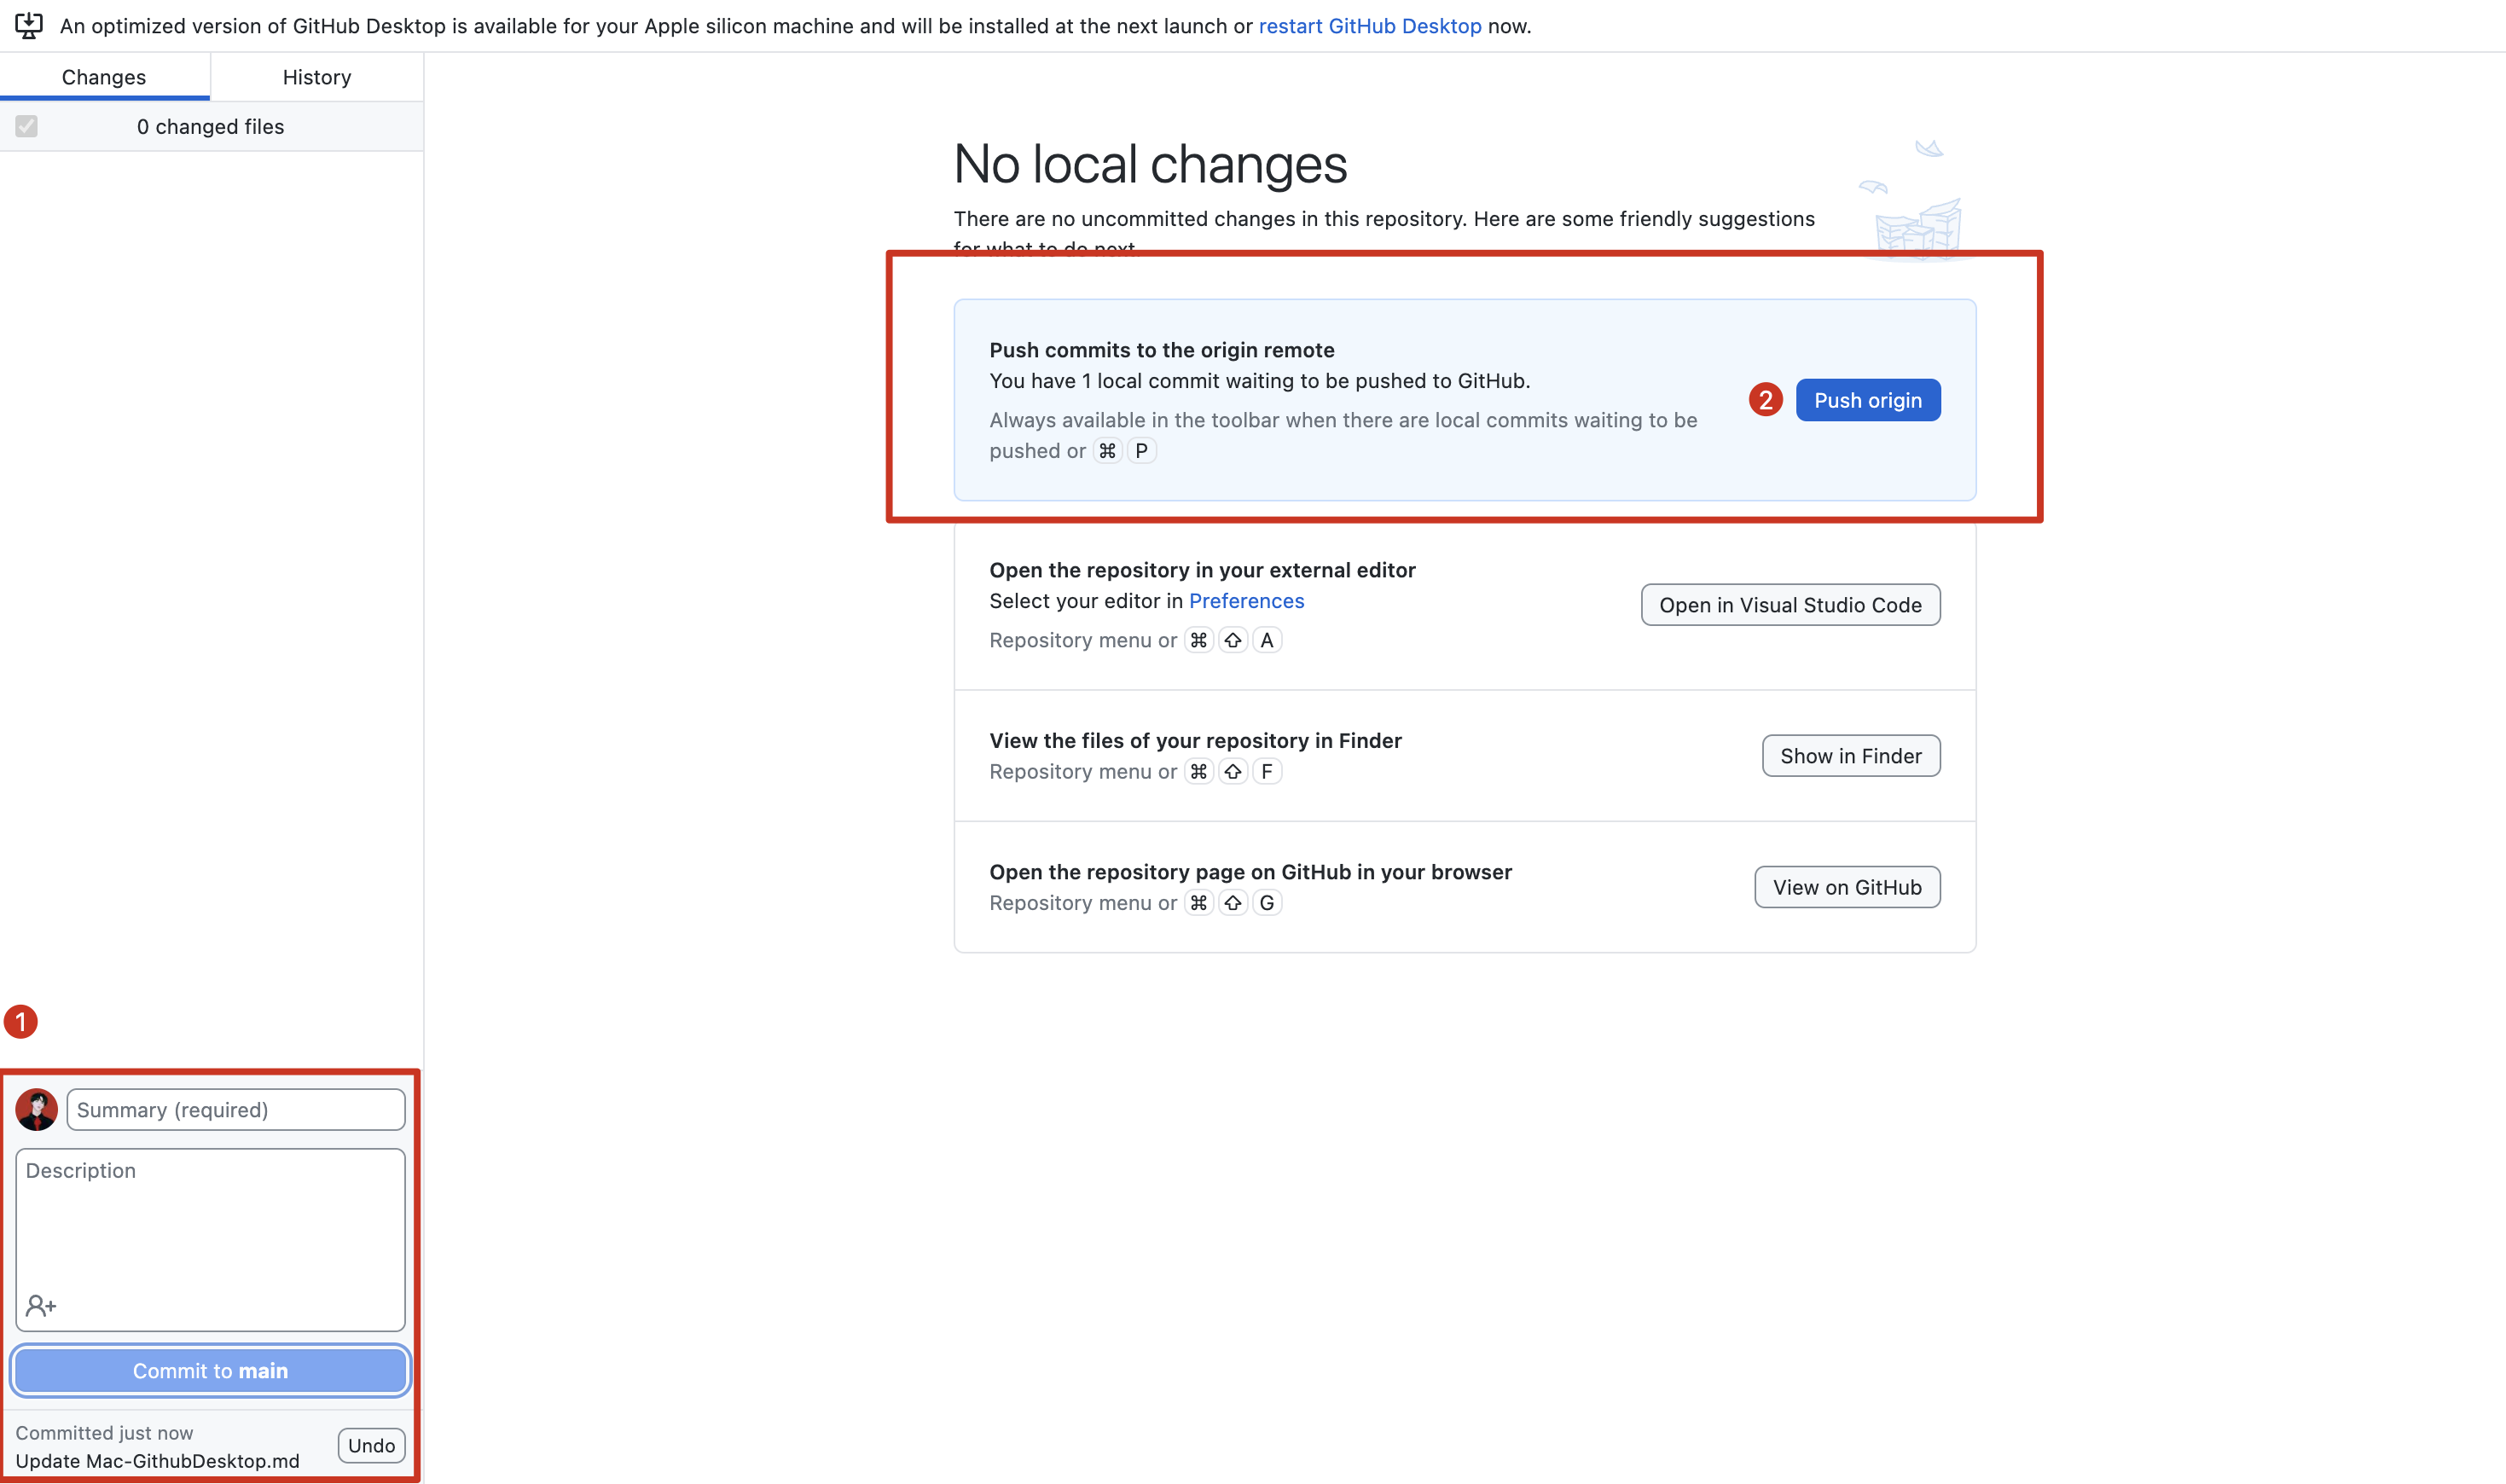 An optimized version of GitHub Desktop is available for your Apple silicon machine and will be installed at the next launch or restart GitHub Desktop now.
Changes
History
0 changed files
No local changes
There are no uncommitted changes in this repository. Here are some friendly suggestions
for what to do next.
Push commits to the origin remote
You have 1 local commit waiting to be pushed to GitHub.
Always available in the toolbar when there are local commits waiting to be
pushed or ⌘ P
2
Push origin
Open the repository in your external editor
Select your editor in Preferences
Repository menu or ⌘ ⇧ A
Open in Visual Studio Code
View the files of your repository in Finder
Repository menu or ⌘ ⇧ F
Show in Finder
Open the repository page on GitHub in your browser
Repository menu or ⌘ ⇧ G
View on GitHub
1
Summary (required)
Description
Commit to main
Committed just now
Update Mac-GithubDesktop.md
Undo